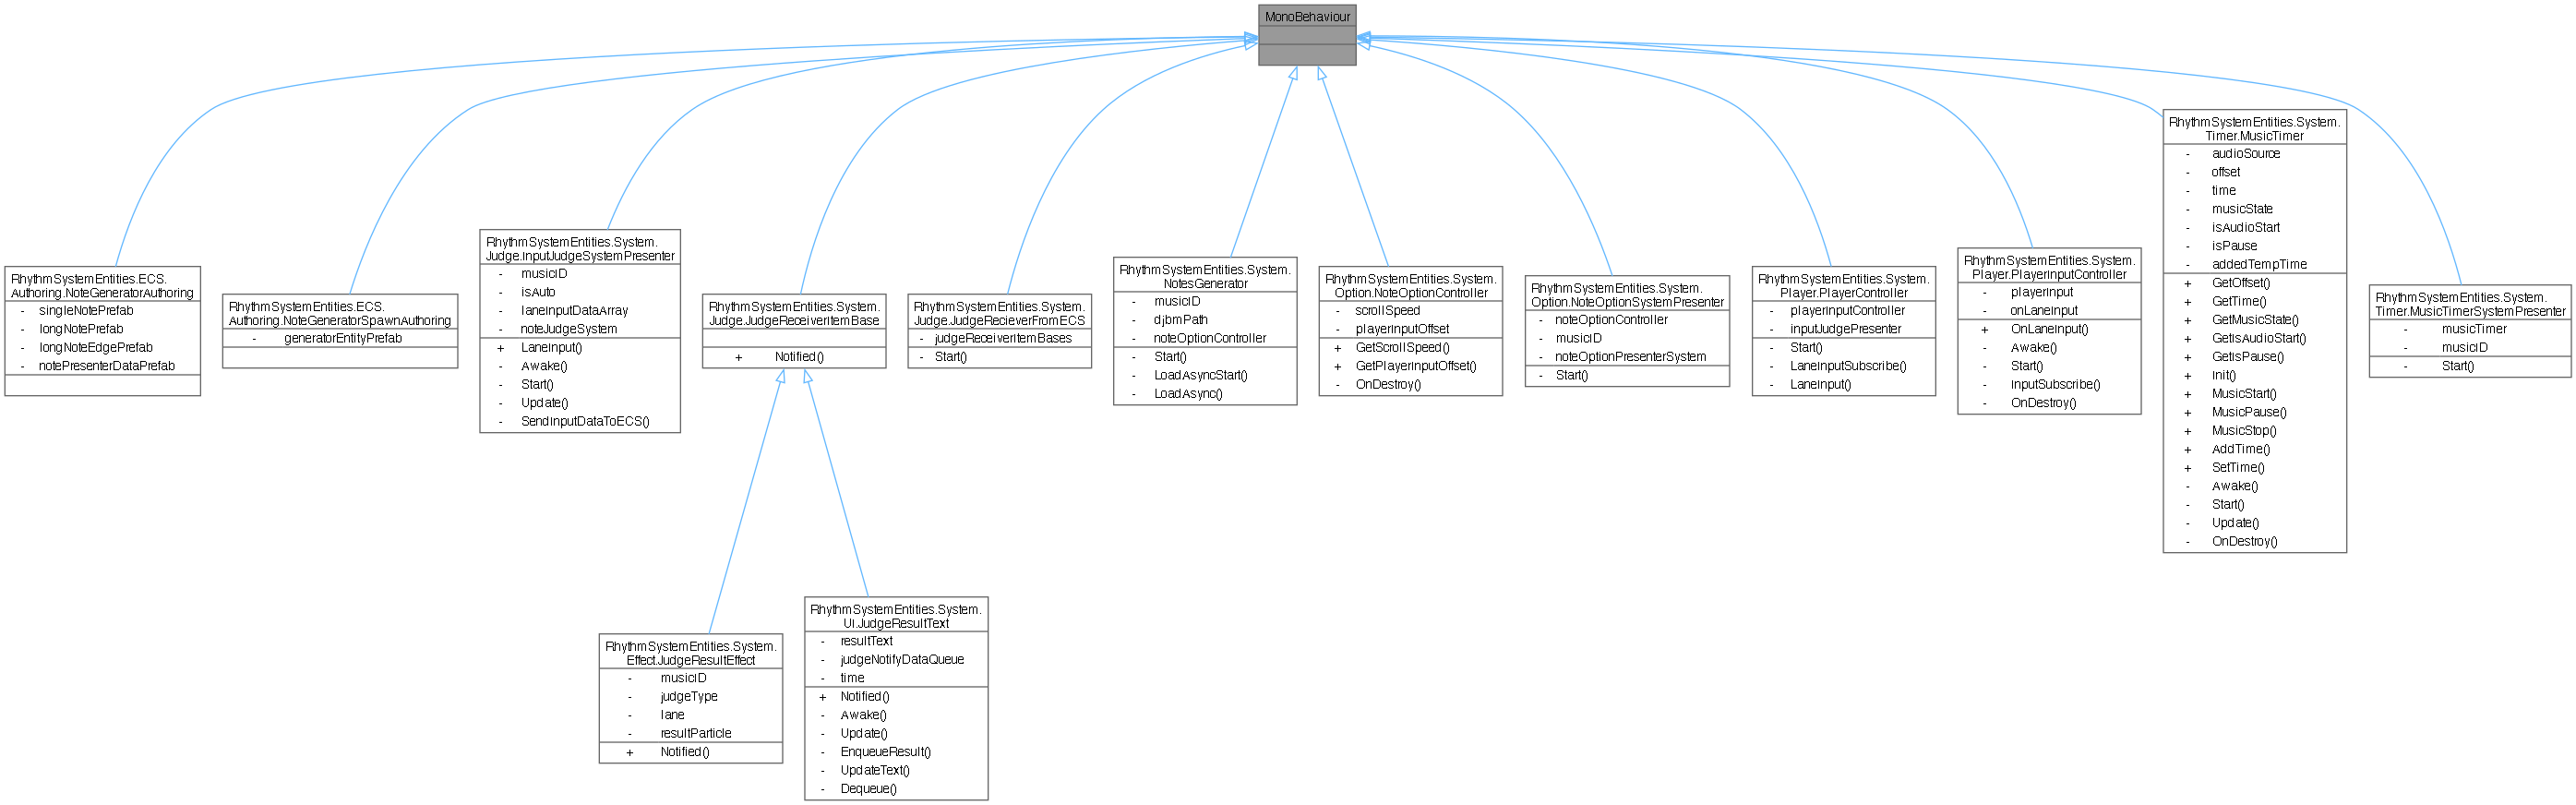 MonoBehaviour
RhythmSystemEntities.ECS.
Authoring.NoteGeneratorAuthoring
- singleNotePrefab
- longNotePrefab
- longNoteEdgePrefab
- notePresenterDataPrefab
RhythmSystemEntities.ECS.
Authoring.NoteGeneratorSpawnAuthoring
- generatorEntityPrefab
RhythmSystemEntities.System.
Judge.InputJudgeSystemPresenter
- musicID
- isAuto
- laneInputDataArray
- noteJudgeSystem
+ LaneInput()
- Awake()
- Start()
- Update()
- SendInputDataToECS()
RhythmSystemEntities.System.
Judge.JudgeReceiverItemBase
+ Notified()
RhythmSystemEntities.System.
Judge.JudgeRecieverFromECS
- judgeReceiverItemBases
- Start()
RhythmSystemEntities.System.
NotesGenerator
- musicID
- djbmPath
- noteOptionController
- Start()
- LoadAsyncStart()
- LoadAsync()
RhythmSystemEntities.System.
Option.NoteOptionController
- scrollSpeed
- playerInputOffset
+ GetScrollSpeed()
+ GetPlayerInputOffset()
- OnDestroy()
RhythmSystemEntities.System.
Option.NoteOptionSystemPresenter
- noteOptionController
- musicID
- noteOptionPresenterSystem
- Start()
RhythmSystemEntities.System.
Player.PlayerController
- playerInputController
- inputJudgePresenter
- Start()
- LaneInputSubscribe()
- LaneInput()
RhythmSystemEntities.System.
Player.PlayerInputController
- playerInput
- onLaneInput
+ OnLaneInput()
- Awake()
- Start()
- InputSubscribe()
- OnDestroy()
RhythmSystemEntities.System.
Timer.MusicTimer
- audioSource
- offset
- time
- musicState
- isAudioStart
- isPause
- addedTempTime
+ GetOffset()
+ GetTime()
+ GetMusicState()
+ GetIsAudioStart()
+ GetIsPause()
+ Init()
+ MusicStart()
+ MusicPause()
+ MusicStop()
+ AddTime()
+ SetTime()
- Awake()
- Start()
- Update()
- OnDestroy()
RhythmSystemEntities.System.
Timer.MusicTimerSystemPresenter
- musicTimer
- musicID
- Start()
RhythmSystemEntities.System.
Effect.JudgeResultEffect
- musicID
- judgeType
- lane
- resultParticle
+ Notified()
RhythmSystemEntities.System.
UI.JudgeResultText
- resultText
- judgeNotifyDataQueue
- time
+ Notified()
- Awake()
- Update()
- EnqueueResult()
- UpdateText()
- Dequeue()